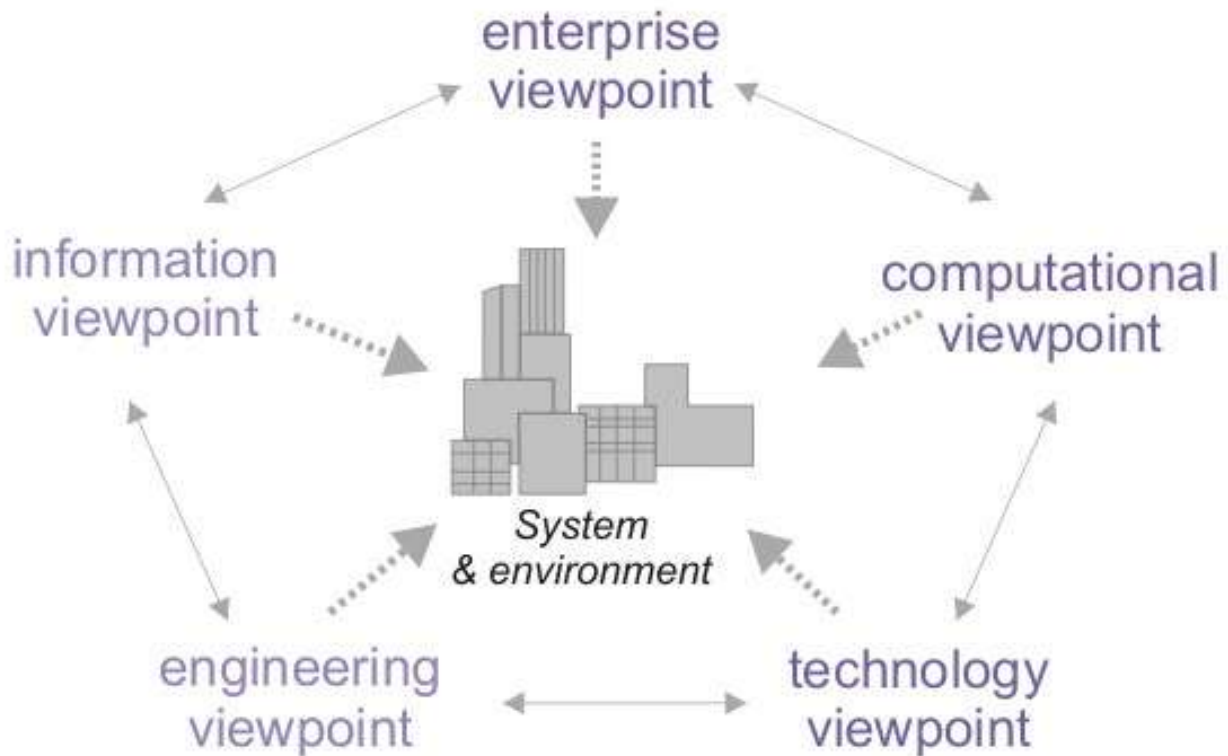 enterprise
viewpoint
information
viewpoint
computational
viewpoint
System
& environment
engineering
viewpoint
technology
viewpoint